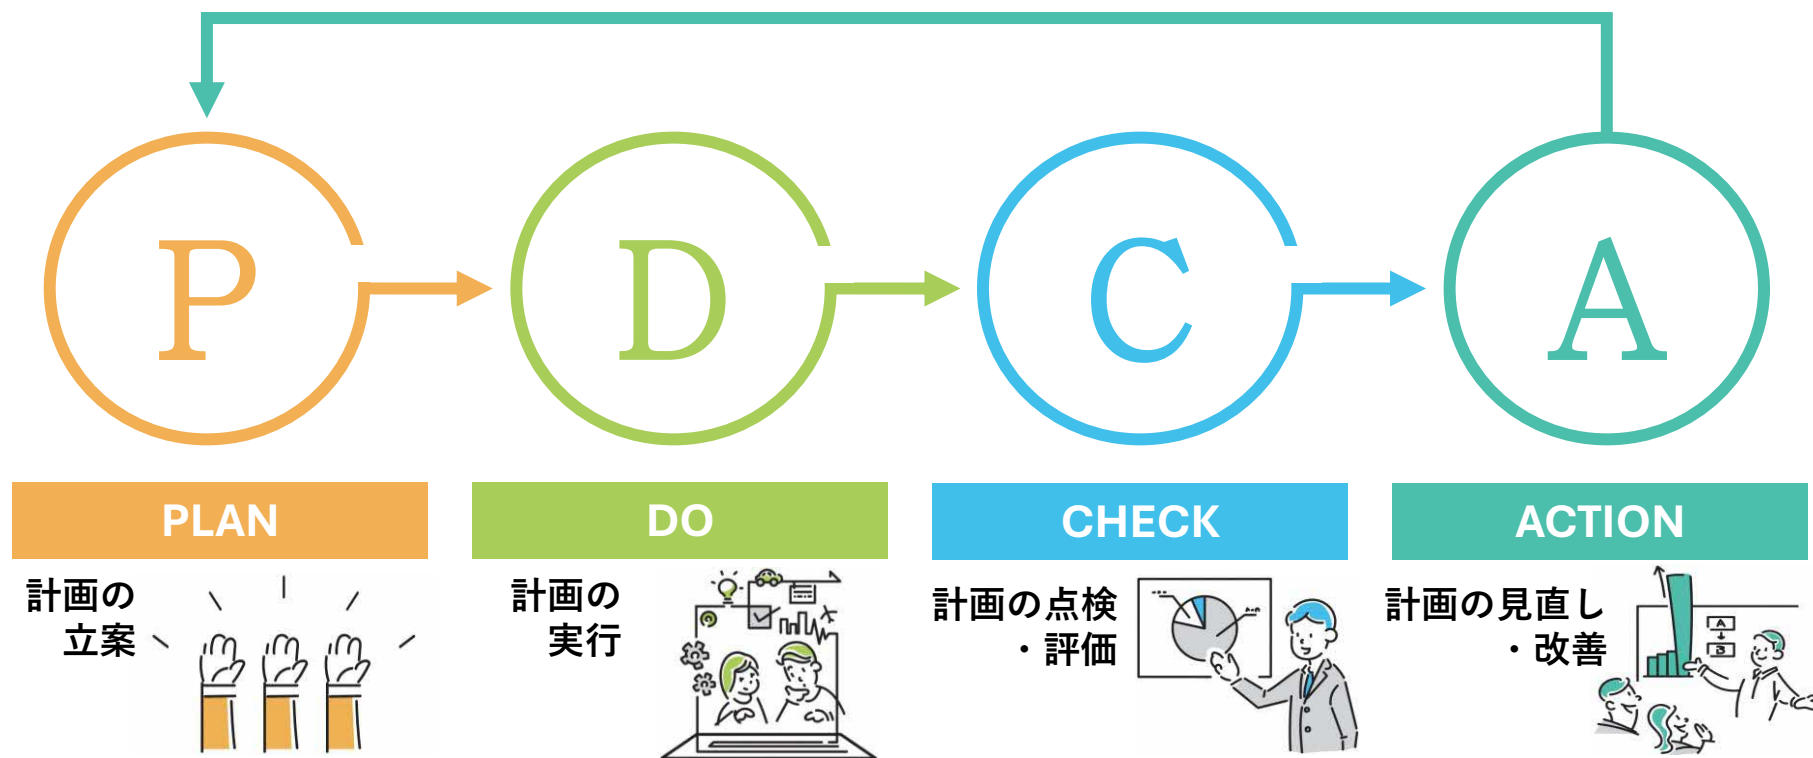 P
D
C
A
PLAN
DO
CHECK
ACTION
計画の
立案
計画の
実行
計画の点検
・評価
計画の見直し
・改善
A
B